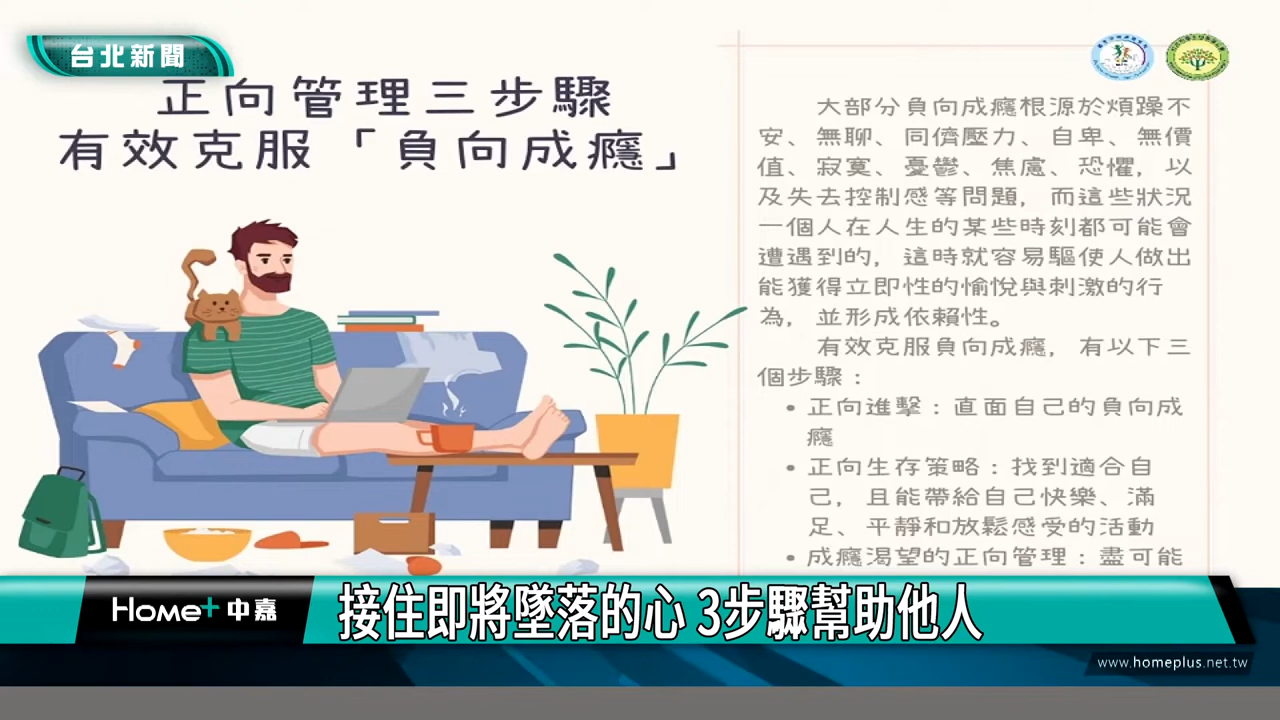 台北新聞
正向管理三步驟
有效克服「負向成癮」
大部分負向成癮根源於煩躁不
安、無聊、同儕壓力、自卑、無價
值、寂寞、憂鬱、焦慮、恐懼，以
及失去控制感等問題，而這些狀況
一個人在人生的某些時刻都可能會
遭遇到的，這時就容易驅使人做出
能獲得立即性的愉悅與刺激的行
為，並形成依賴性。
有效克服負向成癮，有以下三
個步驟：
• 正向進擊：直面自己的負向成
癮
• 正向生存策略：找到適合自
己，且能帶給自己快樂、滿
足、平靜和放鬆感受的活動
• 成癮渴望的正向管理：盡可能
Home+ 中嘉
接住即將墜落的心 3步驟幫助他人
www.homeplus.net.tw